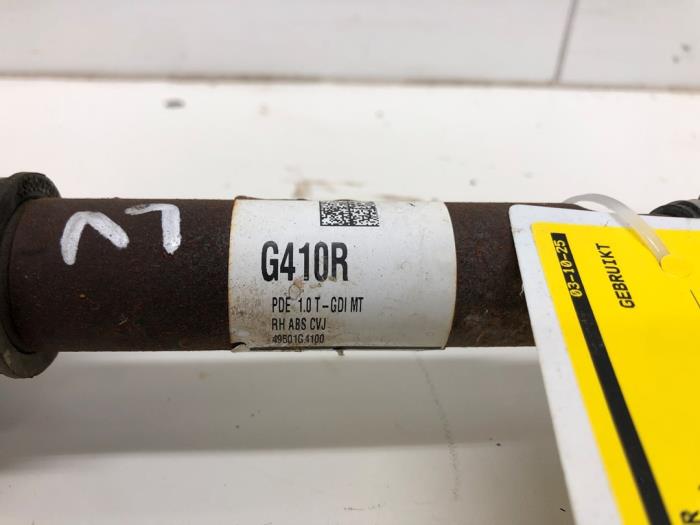 G410R
PDE 1.0 T-GDI MT
RH ABS CVJ
49501G4100
03-10-25
GEBRUIKT